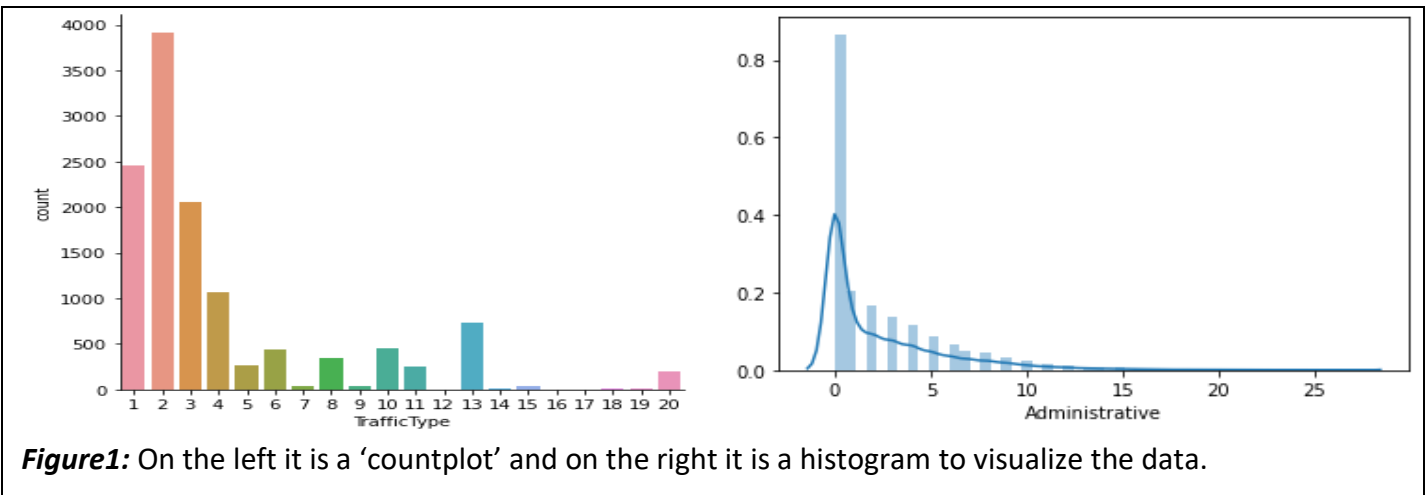 4000
3500
3000
2500
2000
1500
1000
500
0
count
1 2 3 4 5 6 7 8 9 10 11 12 13 14 15 16 17 18 19 20
TrafficType
0.8
0.6
0.4
0.2
0.0
0 5 10 15 20 25
Administrative
Figure1: On the left it is a ‘countplot’ and on the right it is a histogram to visualize the data.